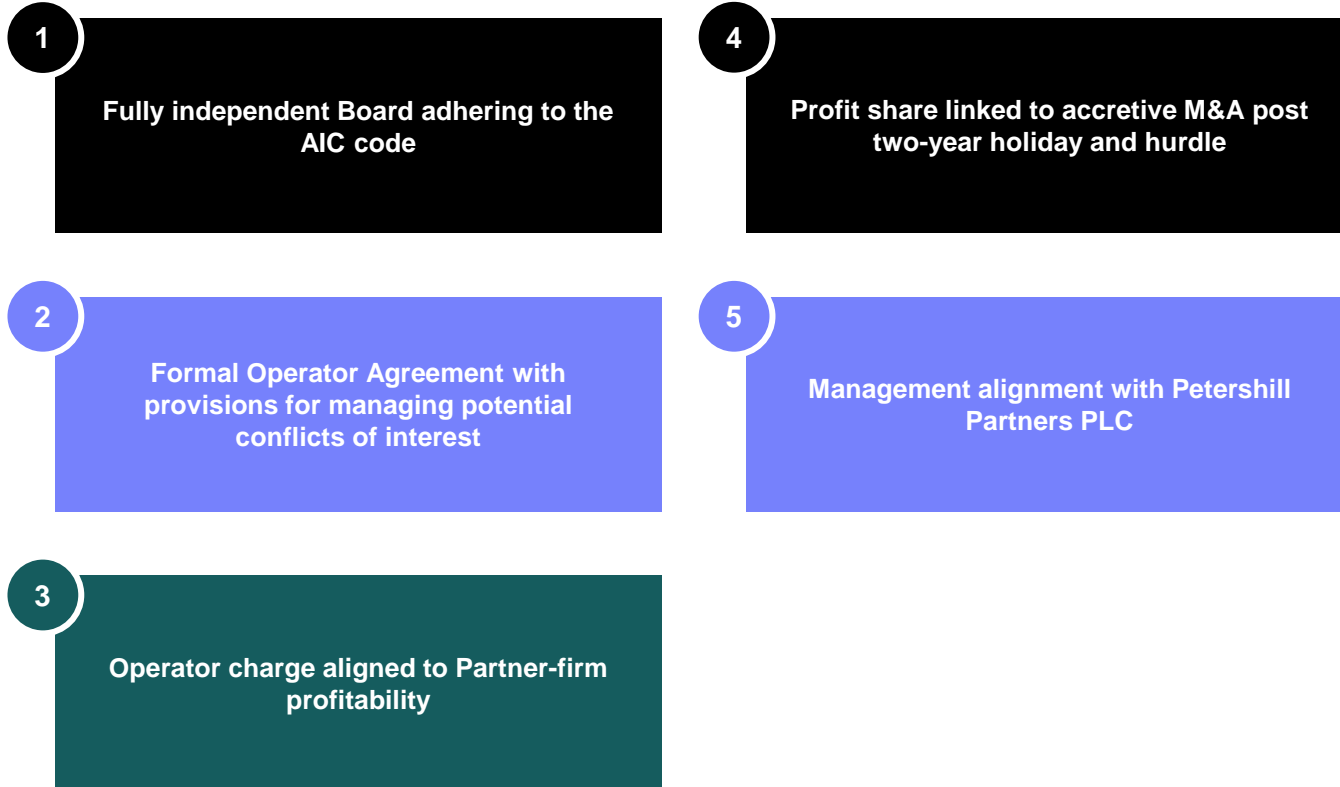 1
Fully independent Board adhering to the
AIC code
2
Formal Operator Agreement with
provisions for managing potential
conflicts of interest
3
Operator charge aligned to Partner-firm
profitability
4
Profit share linked to accretive M&A post
two-year holiday and hurdle
5
Management alignment with Petershill
Partners PLC